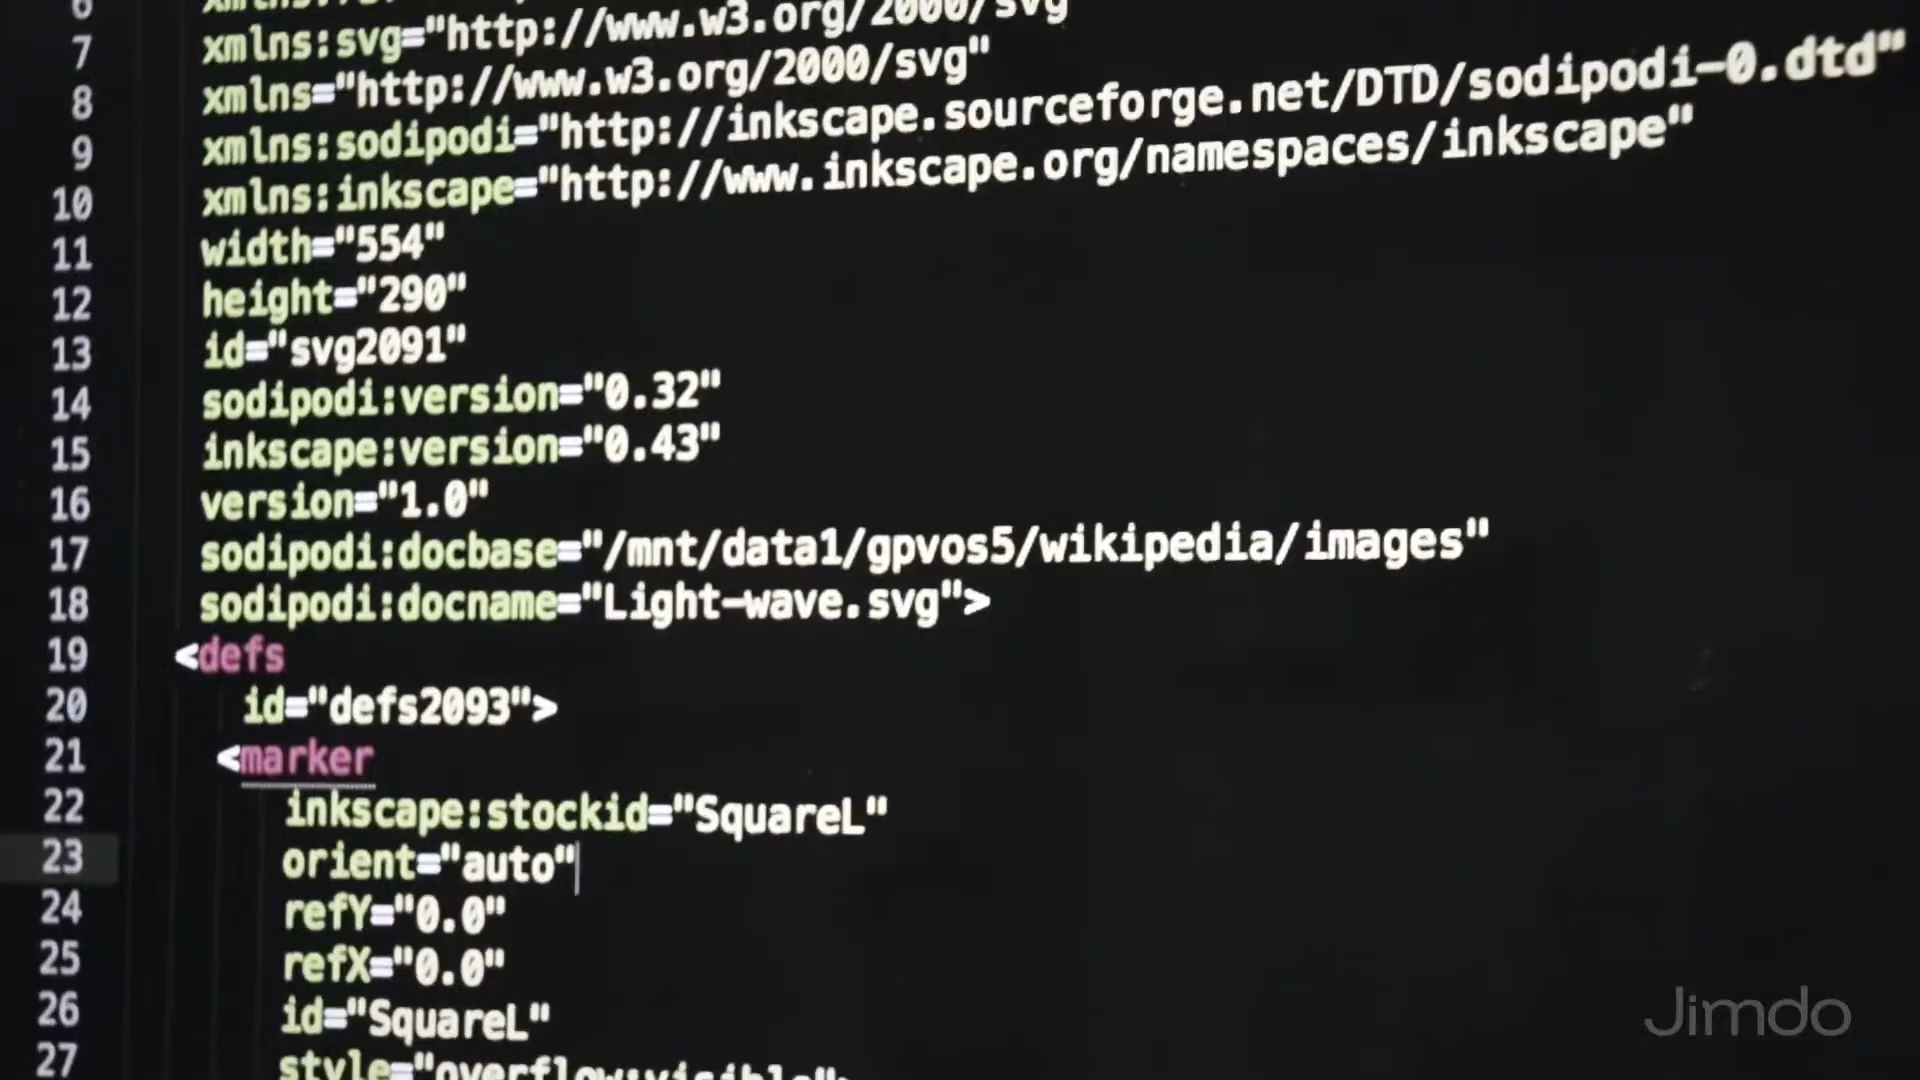 6
7 xmlns:svg="http://www.w3.org/2000/svg
8 xmlns="http://www.w3.org/2000/svg"
9 xmlns:sodipodi="http://inkscape.sourceforge.net/DTD/sodipodi-0.dtd"
10 xmlns:inkscape="http://www.inkscape.org/namespaces/inkscape"
11 width="554"
12 height="290"
13 id="svg2091"
14 sodipodi:version="0.32"
15 inkscape:version="0.43"
16 version="1.0"
17 sodipodi:docbase="/mnt/data1/gpvos5/wikipedia/images"
18 sodipodi:docname="Light-wave.svg">
19 <defs
20 id="defs2093">
21 <marker
22 inkscape:stockid="SquareL"
23 orient="auto"
24 refY="0.0"
25 refX="0.0"
26 id="SquareL"
27 style="overflow:visible">
Jimdo